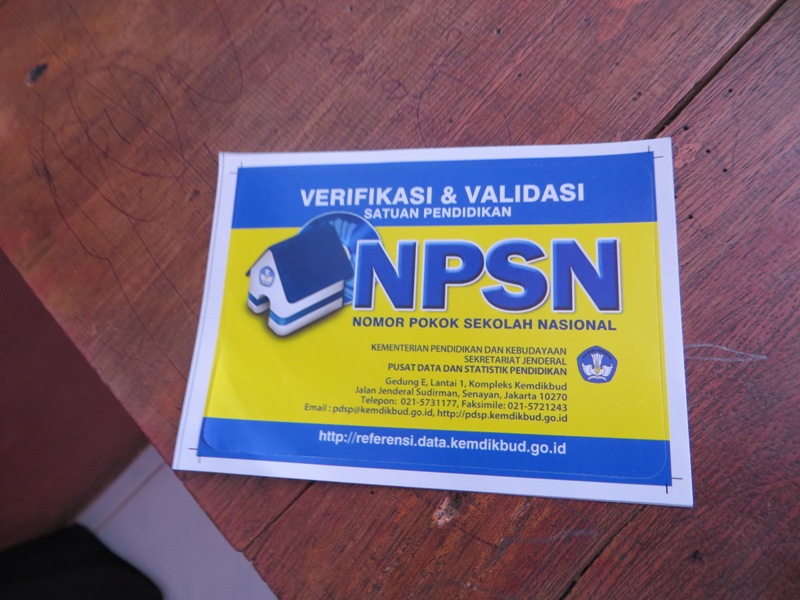 VERIFIKASI & VALIDASI
SATUAN PENDIDIKAN
NPSN
NOMOR POKOK SEKOLAH NASIONAL
KEMENTERIAN PENDIDIKAN DAN KEBUDAYAAN
SEKRETARIAT JENDERAL
PUSAT DATA DAN STATISTIK PENDIDIKAN
Gedung E, Lantai 1, Kompleks Kemdikbud
Jalan Jenderal Sudirman, Senayan, Jakarta 10270
Telepon: 021-5731177, Faksimile: 021-5721243
Email : pdsp@kemdikbud.go.id, http://pdsp.kemdikbud.go.id
http://referensi.data.kemdikbud.go.id